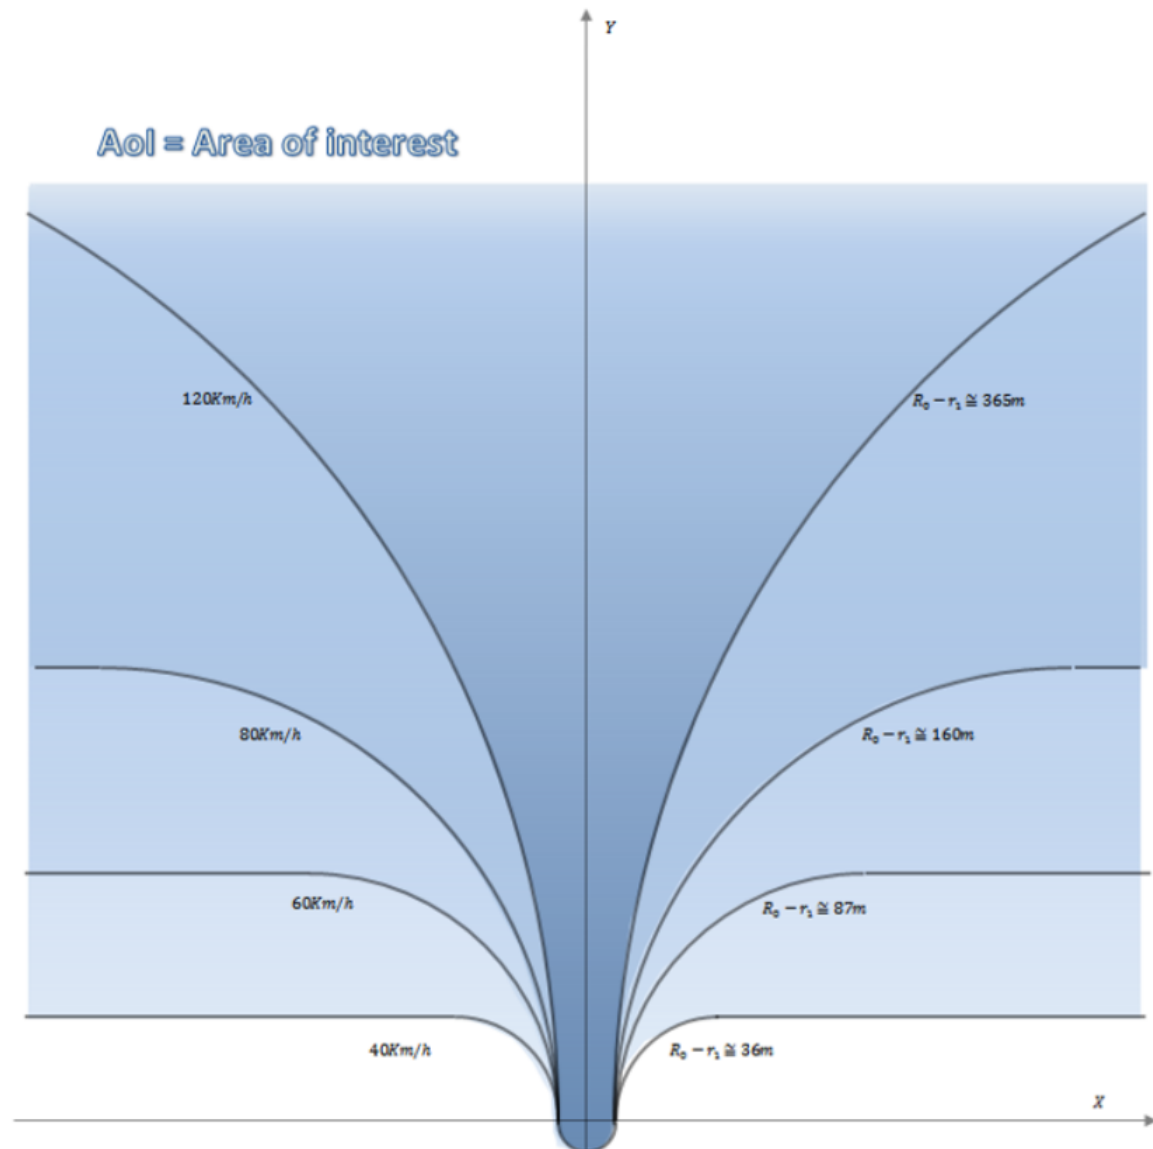 Y
AoI = Area of interest
120Km/h
R₀ − r₁ ≅ 365m
80Km/h
R₀ − r₁ ≅ 160m
60Km/h
R₀ − r₁ ≅ 87m
40Km/h
R₀ − r₁ ≅ 36m
X